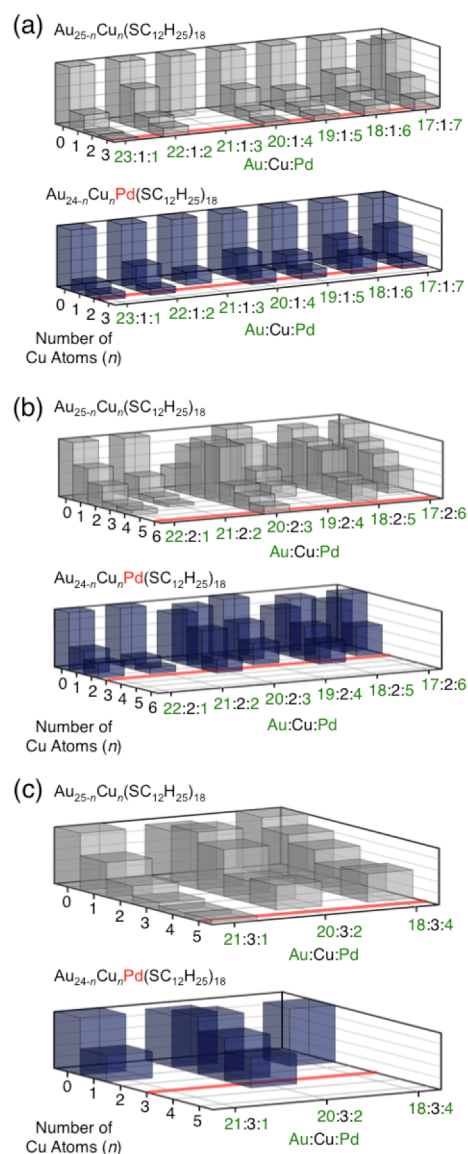 (a)
Au25-nCun(SC12H25)18
0 1 2 3
23:1:1 22:1:2 21:1:3 20:1:4 19:1:5 18:1:6 17:1:7
Au:Cu:Pd
Au24-nCunPd(SC12H25)18
0 1 2 3
23:1:1 22:1:2 21:1:3 20:1:4 19:1:5 18:1:6 17:1:7
Au:Cu:Pd
Number of
Cu Atoms (n)
(b)
Au25-nCun(SC12H25)18
0 1 2 3 4 5 6
22:2:1 21:2:2 20:2:3 19:2:4 18:2:5 17:2:6
Au:Cu:Pd
Au24-nCunPd(SC12H25)18
0 1 2 3 4 5 6
22:2:1 21:2:2 20:2:3 19:2:4 18:2:5 17:2:6
Au:Cu:Pd
Number of
Cu Atoms (n)
(c)
Au25-nCun(SC12H25)18
0 1 2 3 4 5
21:3:1 20:3:2 18:3:4
Au:Cu:Pd
Au24-nCunPd(SC12H25)18
0 1 2 3 4 5
21:3:1 20:3:2 18:3:4
Au:Cu:Pd
Number of
Cu Atoms (n)